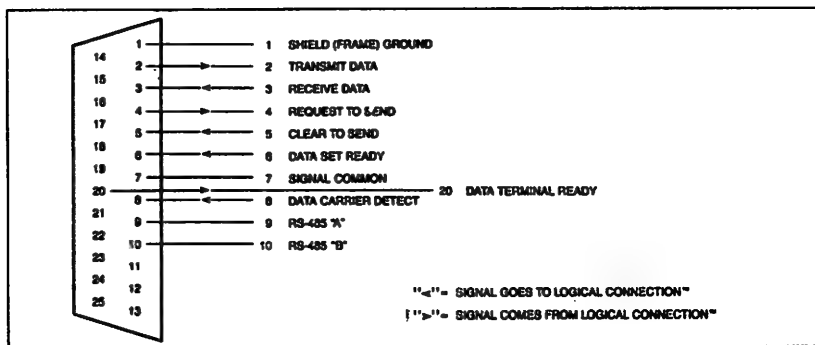 1 1 SHIELD (FRAME) GROUND
14
2 2 TRANSMIT DATA
15
3 3 RECEIVE DATA
16
4 4 REQUEST TO SEND
17
5 5 CLEAR TO SEND
18
6 6 DATA SET READY
19
7 7 SIGNAL COMMON
20 20 DATA TERMINAL READY
8 8 DATA CARRIER DETECT
21
9 9 RS-485 "A"
22
10 10 RS-485 "B"
23
11
24
12
25
13
"<"= SIGNAL GOES TO LOGICAL CONNECTION"
">"= SIGNAL COMES FROM LOGICAL CONNECTION"